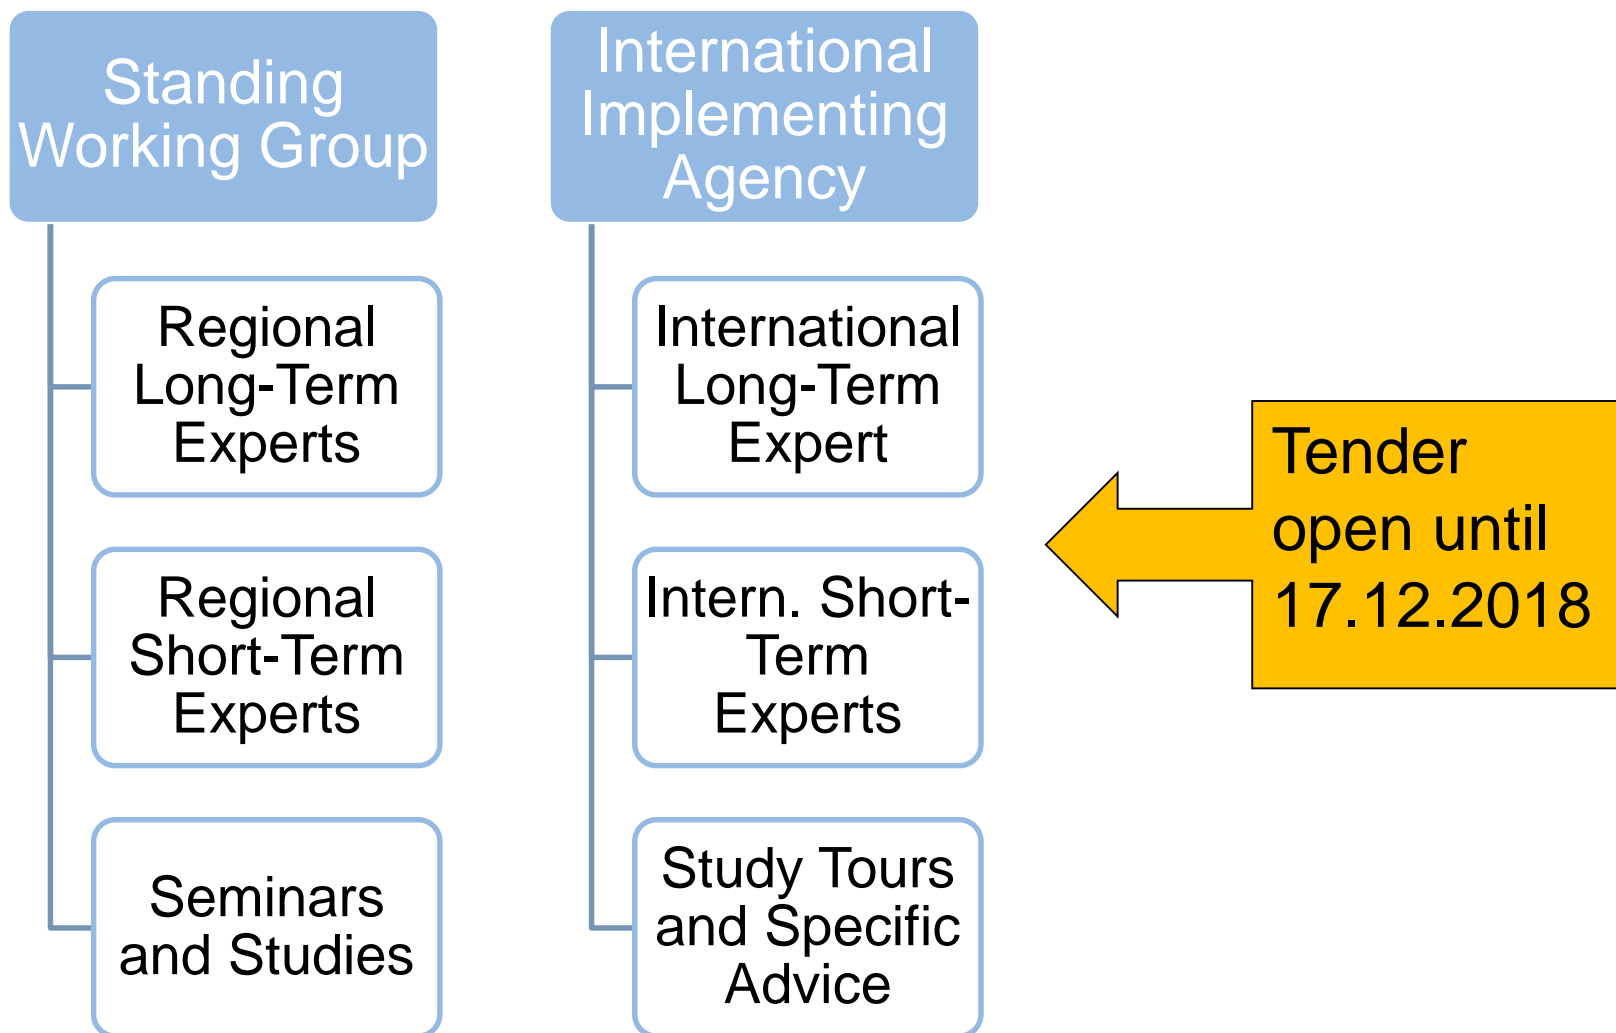 Standing
Working Group
Regional
Long-Term
Experts
Regional
Short-Term
Experts
Seminars
and Studies
International
Implementing
Agency
International
Long-Term
Expert
Intern. Short-
Term
Experts
Study Tours
and Specific
Advice
Tender
open until
17.12.2018